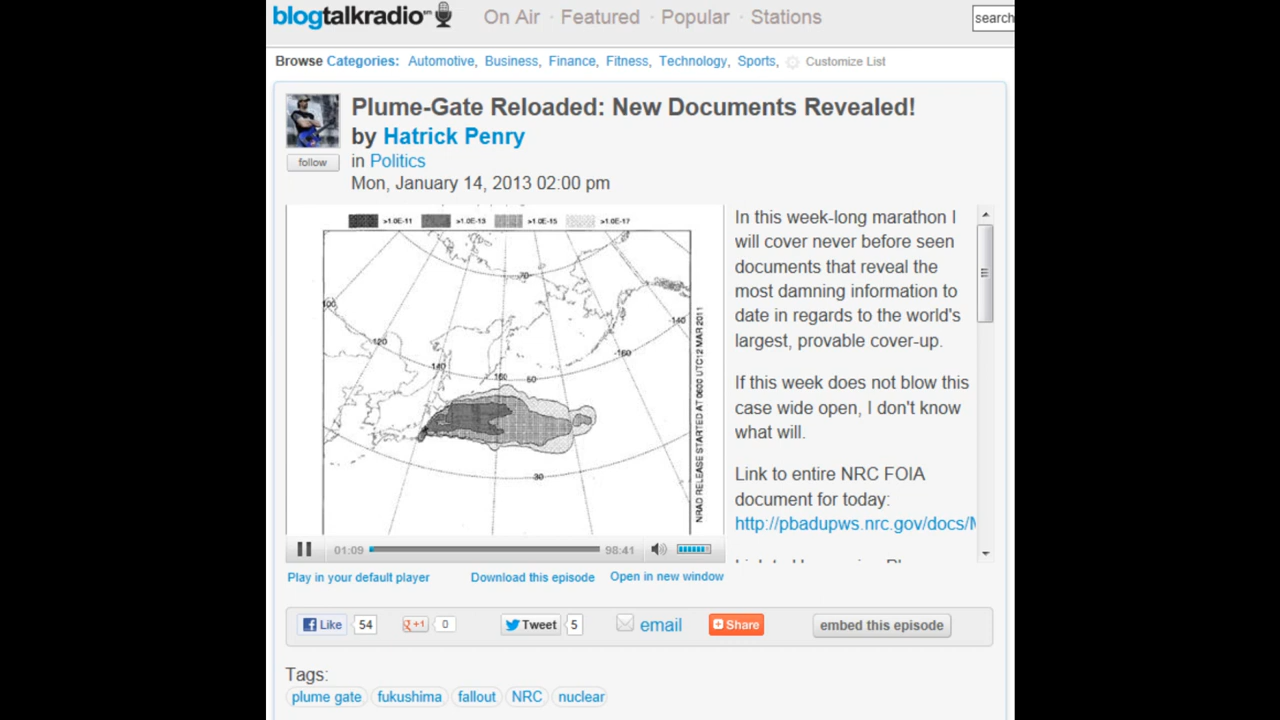 blogtalkradio On Air · Featured · Popular · Stations search
Browse Categories: Automotive, Business, Finance, Fitness, Technology, Sports, Customize List
Plume-Gate Reloaded: New Documents Revealed!
by Hatrick Penry
follow
in Politics
Mon, January 14, 2013 02:00 pm
>1.0E-11 >1.0E-13 >1.0E-15 >1.0E-17
70
100
120
140
160
60
-160
-140
30
NRAD RELEASE STARTED AT 0600 UTC12 MAR 2011
In this week-long marathon I
will cover never before seen
documents that reveal the
most damning information to
date in regards to the world's
largest, provable cover-up.
If this week does not blow this
case wide open, I don't know
what will.
Link to entire NRC FOIA
document for today:
http://pbadupws.nrc.gov/docs/
01:09 98:41
Play in your default player Download this episode Open in new window
Like 54 +1 0 Tweet 5 email Share embed this episode
Tags:
plume gate fukushima fallout NRC nuclear